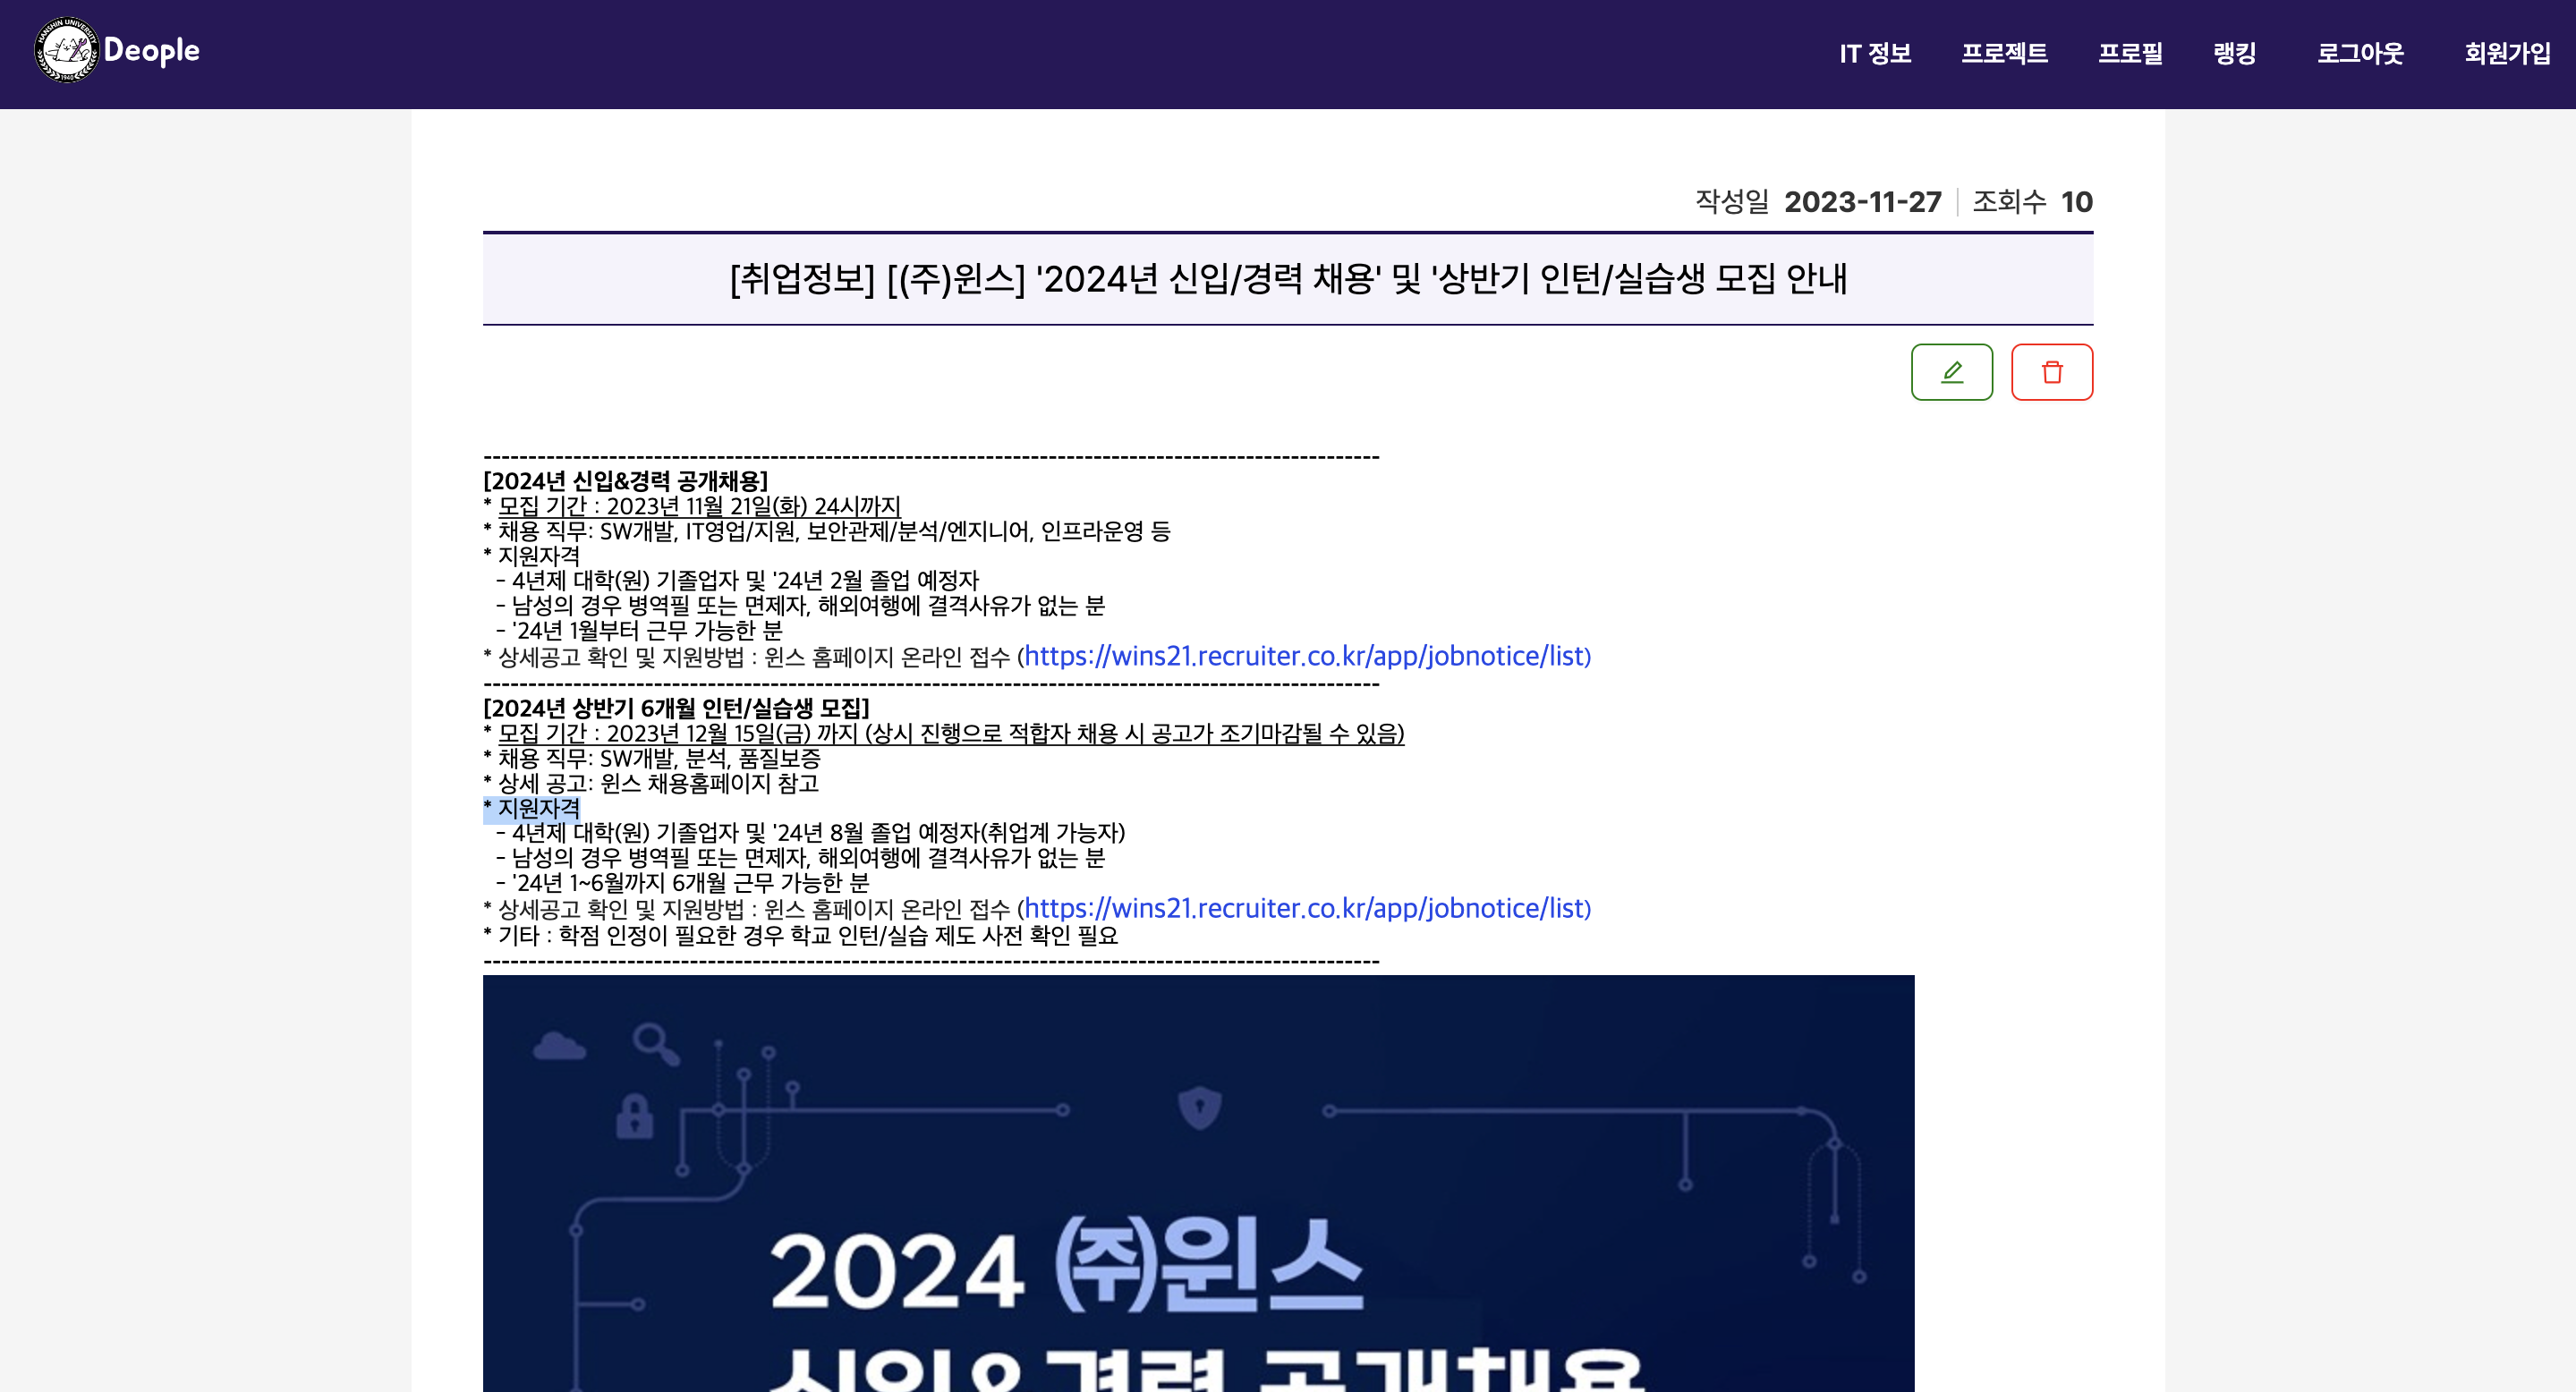 HANSHIN UNIVERSITY
1940
Deople
IT 정보 프로젝트 프로필 랭킹 로그아웃 회원가입
작성일 2023-11-27 조회수 10
[취업정보] [(주)윈스] '2024년 신입/경력 채용' 및 '상반기 인턴/실습생 모집 안내
----------------------------------------------------------------------------------------------------
[2024년 신입&경력 공개채용]
* 모집 기간 : 2023년 11월 21일(화) 24시까지
* 채용 직무: SW개발, IT영업/지원, 보안관제/분석/엔지니어, 인프라운영 등
* 지원자격
- 4년제 대학(원) 기졸업자 및 '24년 2월 졸업 예정자
- 남성의 경우 병역필 또는 면제자, 해외여행에 결격사유가 없는 분
- '24년 1월부터 근무 가능한 분
* 상세공고 확인 및 지원방법 : 윈스 홈페이지 온라인 접수 (https://wins21.recruiter.co.kr/app/jobnotice/list)
----------------------------------------------------------------------------------------------------
[2024년 상반기 6개월 인턴/실습생 모집]
* 모집 기간 : 2023년 12월 15일(금) 까지 (상시 진행으로 적합자 채용 시 공고가 조기마감될 수 있음)
* 채용 직무: SW개발, 분석, 품질보증
* 상세 공고: 윈스 채용홈페이지 참고
* 지원자격
- 4년제 대학(원) 기졸업자 및 '24년 8월 졸업 예정자(취업계 가능자)
- 남성의 경우 병역필 또는 면제자, 해외여행에 결격사유가 없는 분
- '24년 1~6월까지 6개월 근무 가능한 분
* 상세공고 확인 및 지원방법 : 윈스 홈페이지 온라인 접수 (https://wins21.recruiter.co.kr/app/jobnotice/list)
* 기타 : 학점 인정이 필요한 경우 학교 인턴/실습 제도 사전 확인 필요
----------------------------------------------------------------------------------------------------
2024 ㈜윈스
신입&경력 공개채용